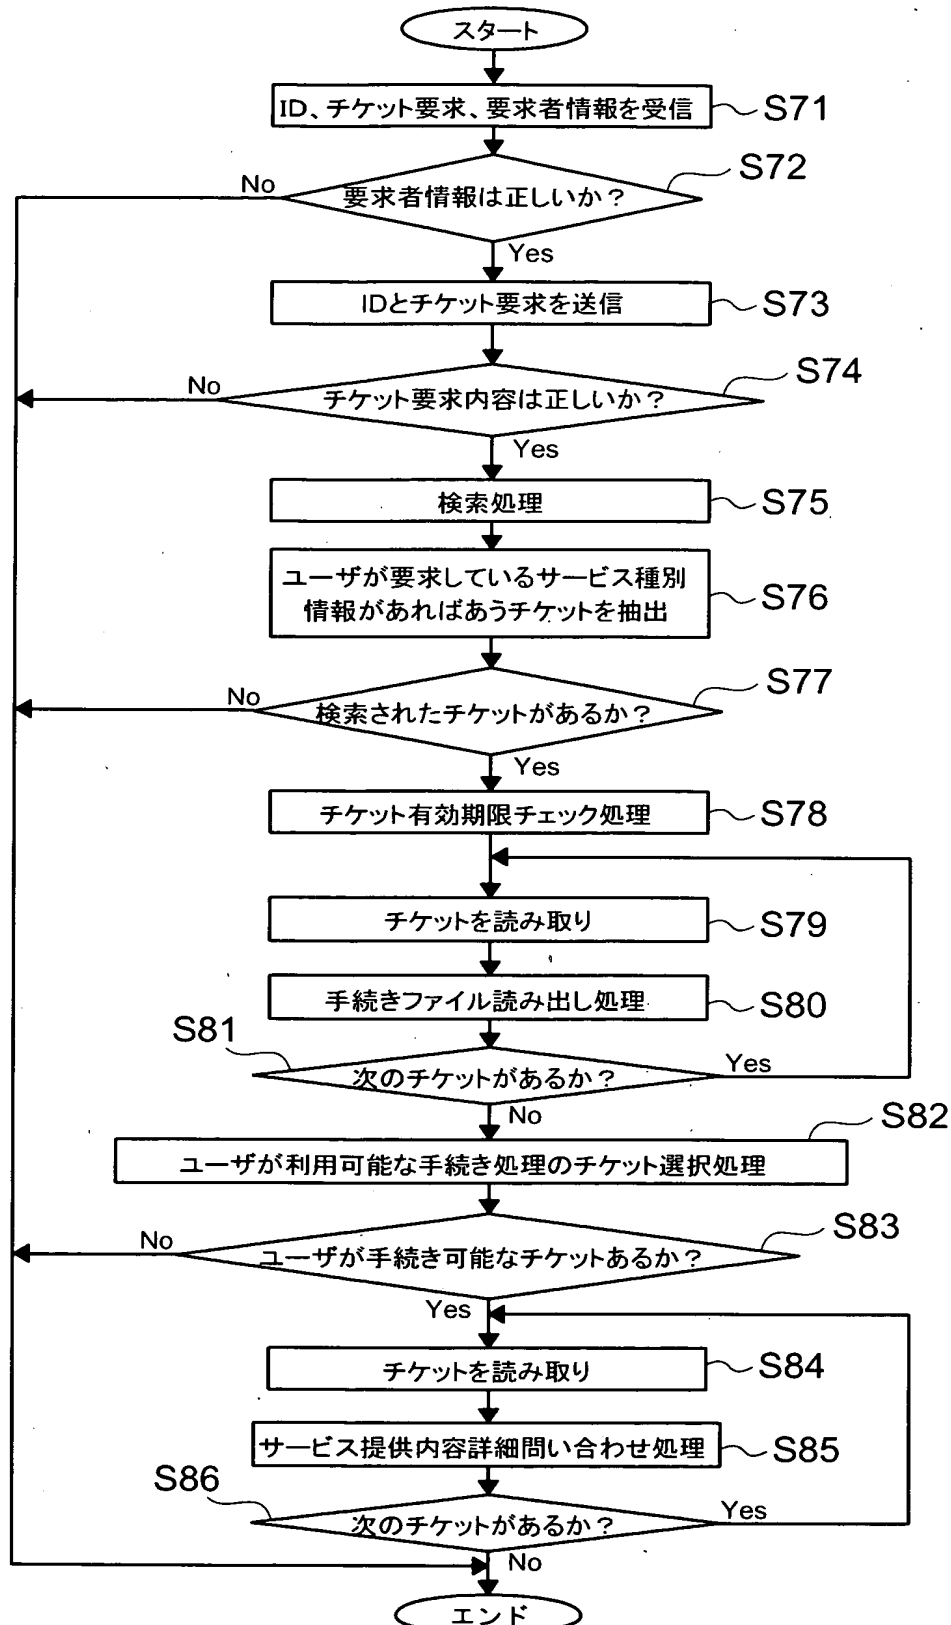 スタート
ID、チケット要求、要求者情報を受信
S71
S72
No
要求者情報は正しいか？
Yes
IDとチケット要求を送信
S73
S74
No
チケット要求内容は正しいか？
Yes
検索処理
S75
ユーザが要求しているサービス種別
情報があればあうチケットを抽出
S76
S77
No
検索されたチケットがあるか？
Yes
チケット有効期限チェック処理
S78
チケットを読み取り
S79
手続きファイル読み出し処理
S80
S81
次のチケットがあるか？
Yes
No
S82
ユーザが利用可能な手続き処理のチケット選択処理
S83
No
ユーザが手続き可能なチケットあるか？
Yes
チケットを読み取り
S84
サービス提供内容詳細問い合わせ処理
S85
S86
次のチケットがあるか？
Yes
No
エンド